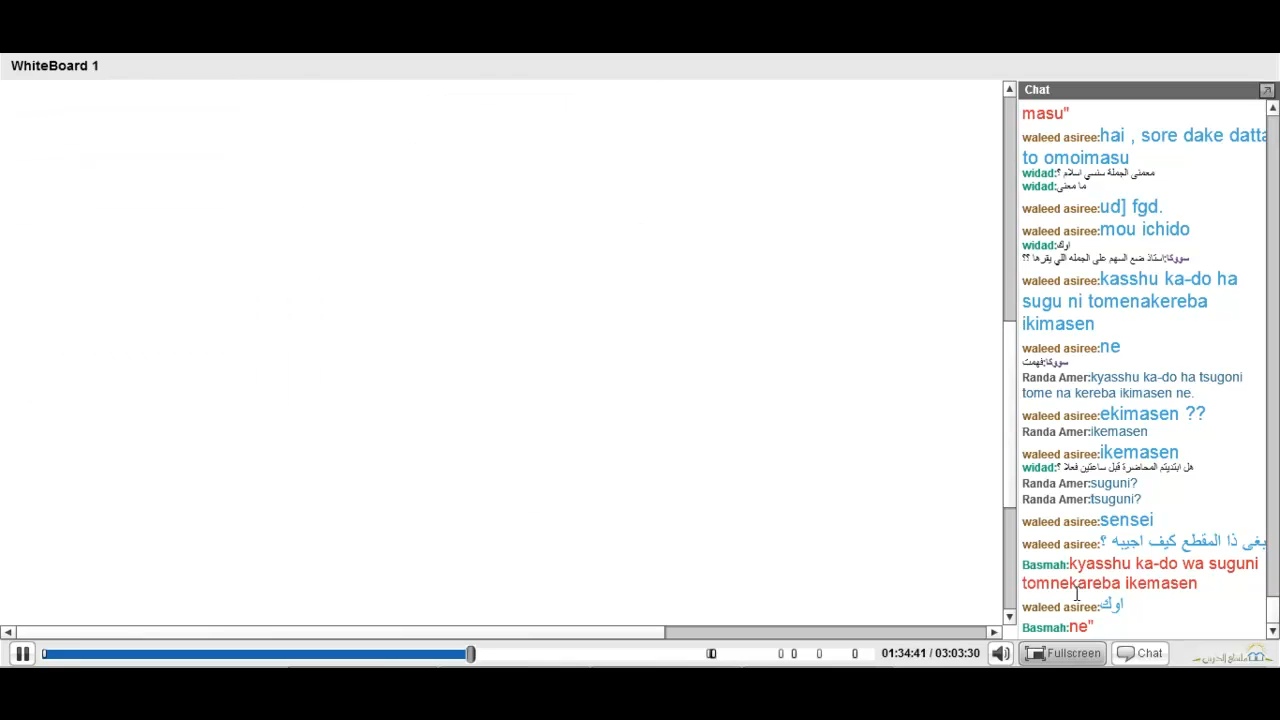 WhiteBoard 1
Chat
masu"
waleed asiree:hai , sore dake datta
to omoimasu
widad:معمنى الجملة سنسي اسلام ؟
widad:ما معنى
waleed asiree:ud] fgd.
waleed asiree:mou ichido
widad:اوك
سووكا:استاذ ضع السهم على الجمله اللي يقرها ؟؟
waleed asiree:kasshu ka-do ha
sugu ni tomenakereba
ikimasen
waleed asiree:ne
سووكا:فهمت
Randa Amer:kyasshu ka-do ha tsugoni
tome na kereba ikimasen ne.
waleed asiree:ekimasen ??
Randa Amer:ikemasen
waleed asiree:ikemasen
widad:هل ابتديتم المحاضرة قبل ساعتين فعلا ؟
Randa Amer:suguni?
Randa Amer:tsuguni?
waleed asiree:sensei
waleed asiree:بغى ذا المقطع كيف اجيبه ؟
Basmah:kyasshu ka-do wa suguni
tomnekareba ikemasen
waleed asiree:اوك
Basmah:ne"
01:34:41 / 03:03:30
Fullscreen
Chat